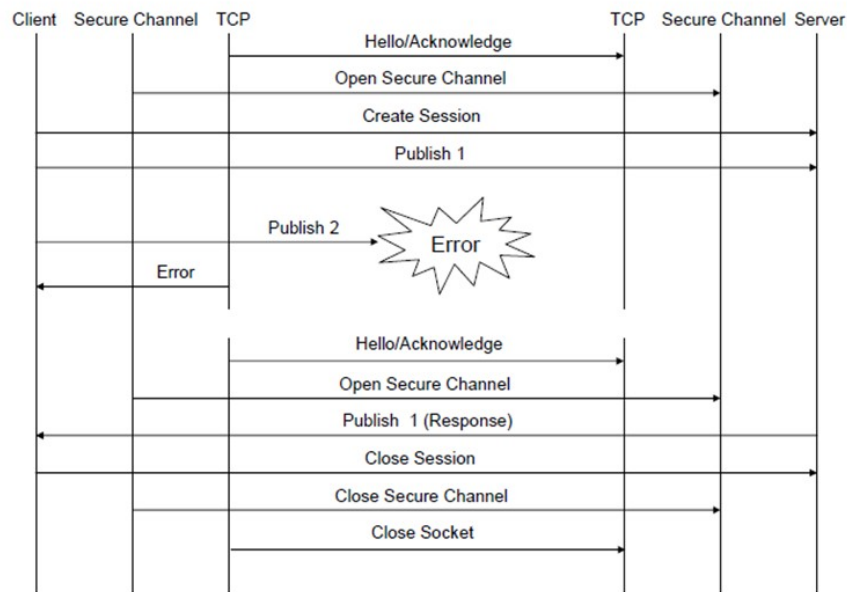 Client Secure Channel TCP TCP Secure Channel Server
Hello/Acknowledge
Open Secure Channel
Create Session
Publish 1
Publish 2
Error
Error
Hello/Acknowledge
Open Secure Channel
Publish 1 (Response)
Close Session
Close Secure Channel
Close Socket